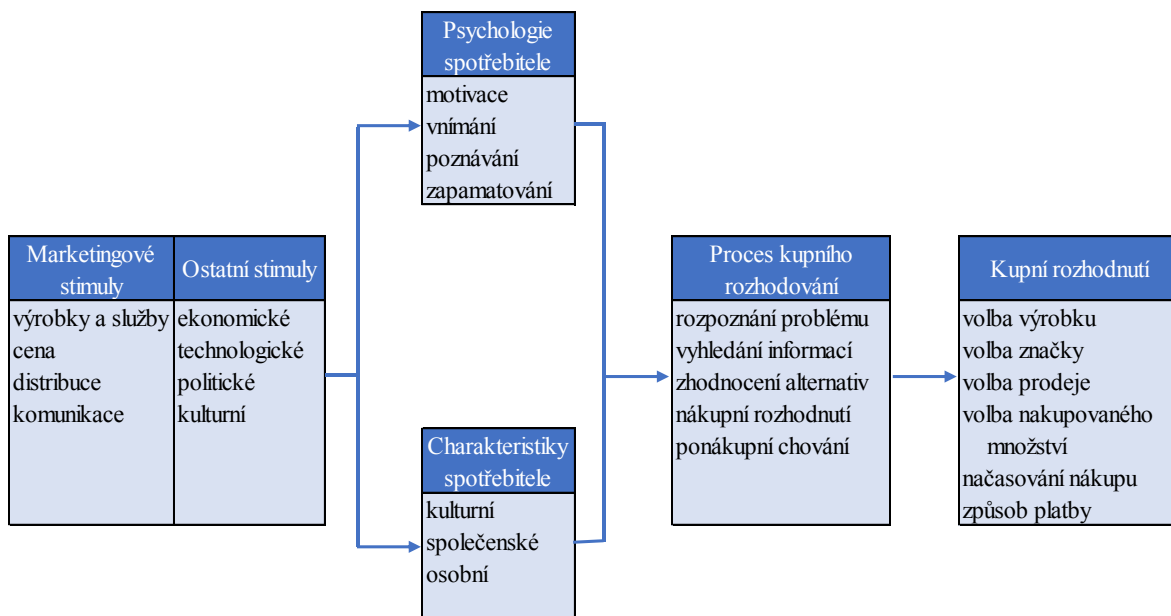 Psychologie
spotřebitele
motivace
vnímání
poznávání
zapamatování
Marketingové
stimuly
výrobky a služby
cena
distribuce
komunikace
Ostatní stimuly
ekonomické
technologické
politické
kulturní
Charakteristiky
spotřebitele
kulturní
společenské
osobní
Proces kupního
rozhodování
rozpoznání problému
vyhledání informací
zhodnocení alternativ
nákupní rozhodnutí
ponákupní chování
Kupní rozhodnutí
volba výrobku
volba značky
volba prodeje
volba nakupovaného
množství
načasování nákupu
způsob platby